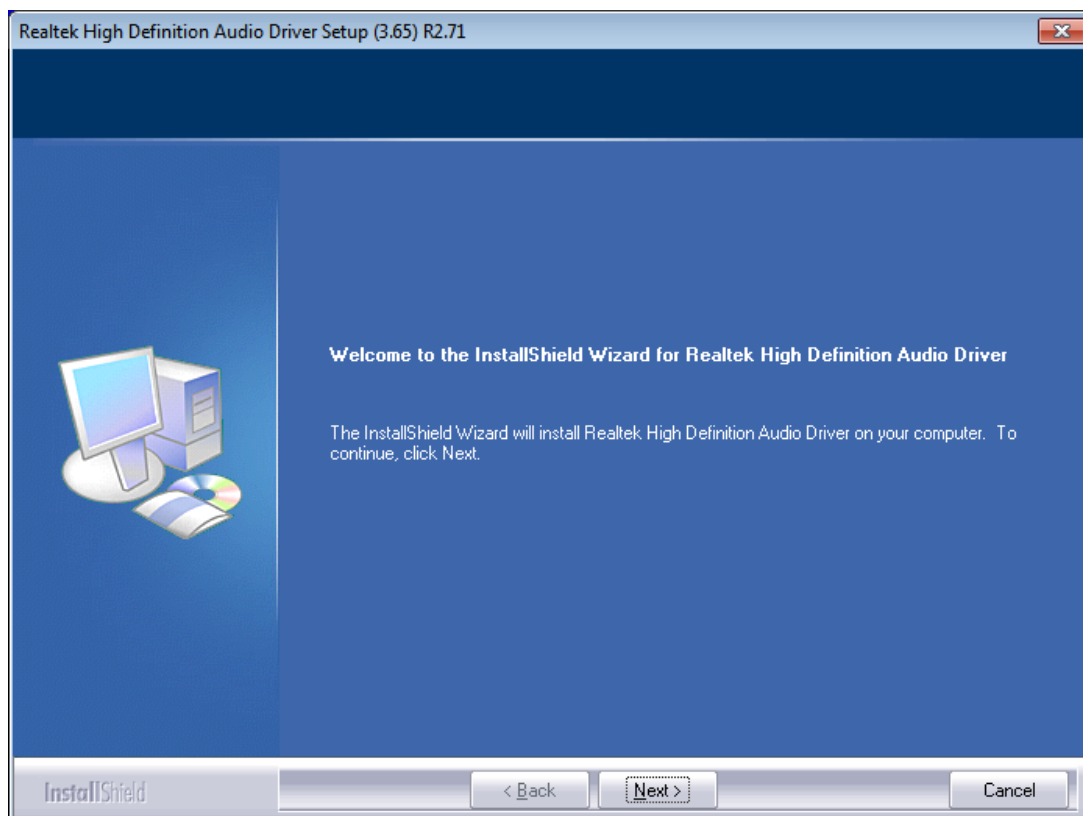 Realtek High Definition Audio Driver Setup (3.65) R2.71
Welcome to the InstallShield Wizard for Realtek High Definition Audio Driver
The InstallShield Wizard will install Realtek High Definition Audio Driver on your computer. To
continue, click Next.
InstallShield
< Back
Next >
Cancel